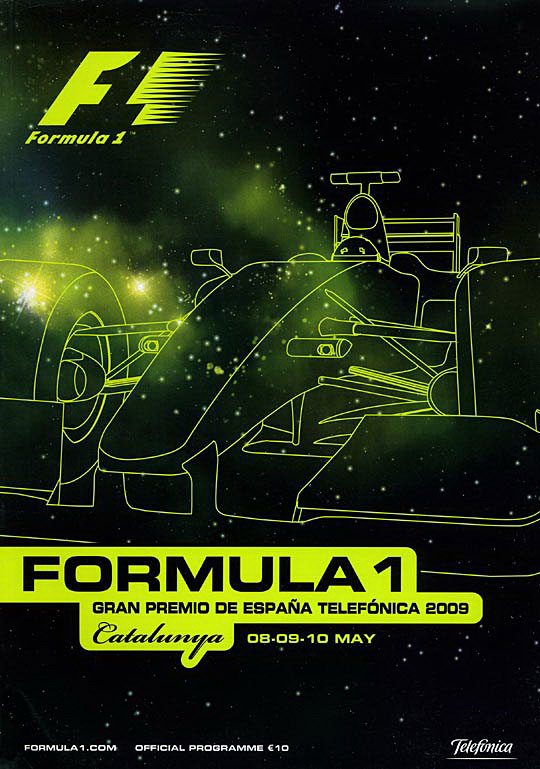 F1
Formula 1
FORMULA 1
GRAN PREMIO DE ESPAÑA TELEFÓNICA 2009
Catalunya 08-09-10 MAY
FORMULA1.COM OFFICIAL PROGRAMME €10 Telefónica